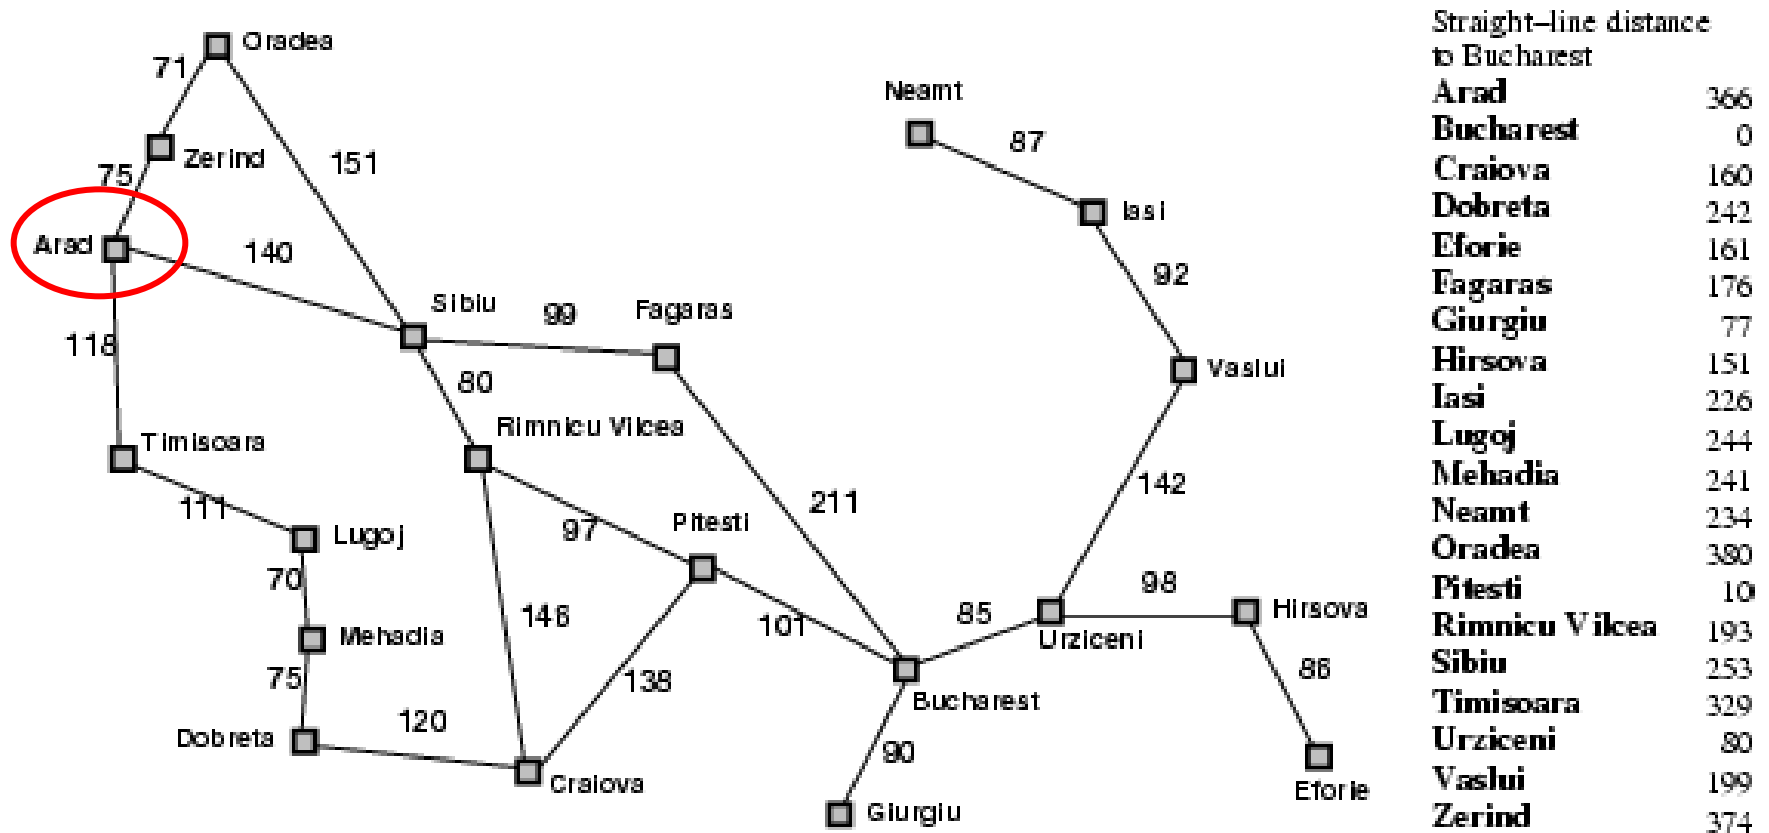 Oradea
71
Neamt
87
Zerind
151
75
Iasi
Arad
140
92
Sibiu
99
Fagaras
118
80
Vaslui
Rimnicu Vilcea
Timisoara
142
111
211
Pitesti
Lugoj
97
70
98
146
85
Hirsova
Mehadia
101
Urziceni
86
75
138
Bucharest
120
Dobreta
90
Craiova
Eforie
Giurgiu
Straight–line distance
to Bucharest
Arad 366
Bucharest 0
Craiova 160
Dobreta 242
Eforie 161
Fagaras 176
Giurgiu 77
Hirsova 151
Iasi 226
Lugoj 244
Mehadia 241
Neamt 234
Oradea 380
Pitesti 10
Rimnicu Vilcea 193
Sibiu 253
Timisoara 329
Urziceni 80
Vaslui 199
Zerind 374